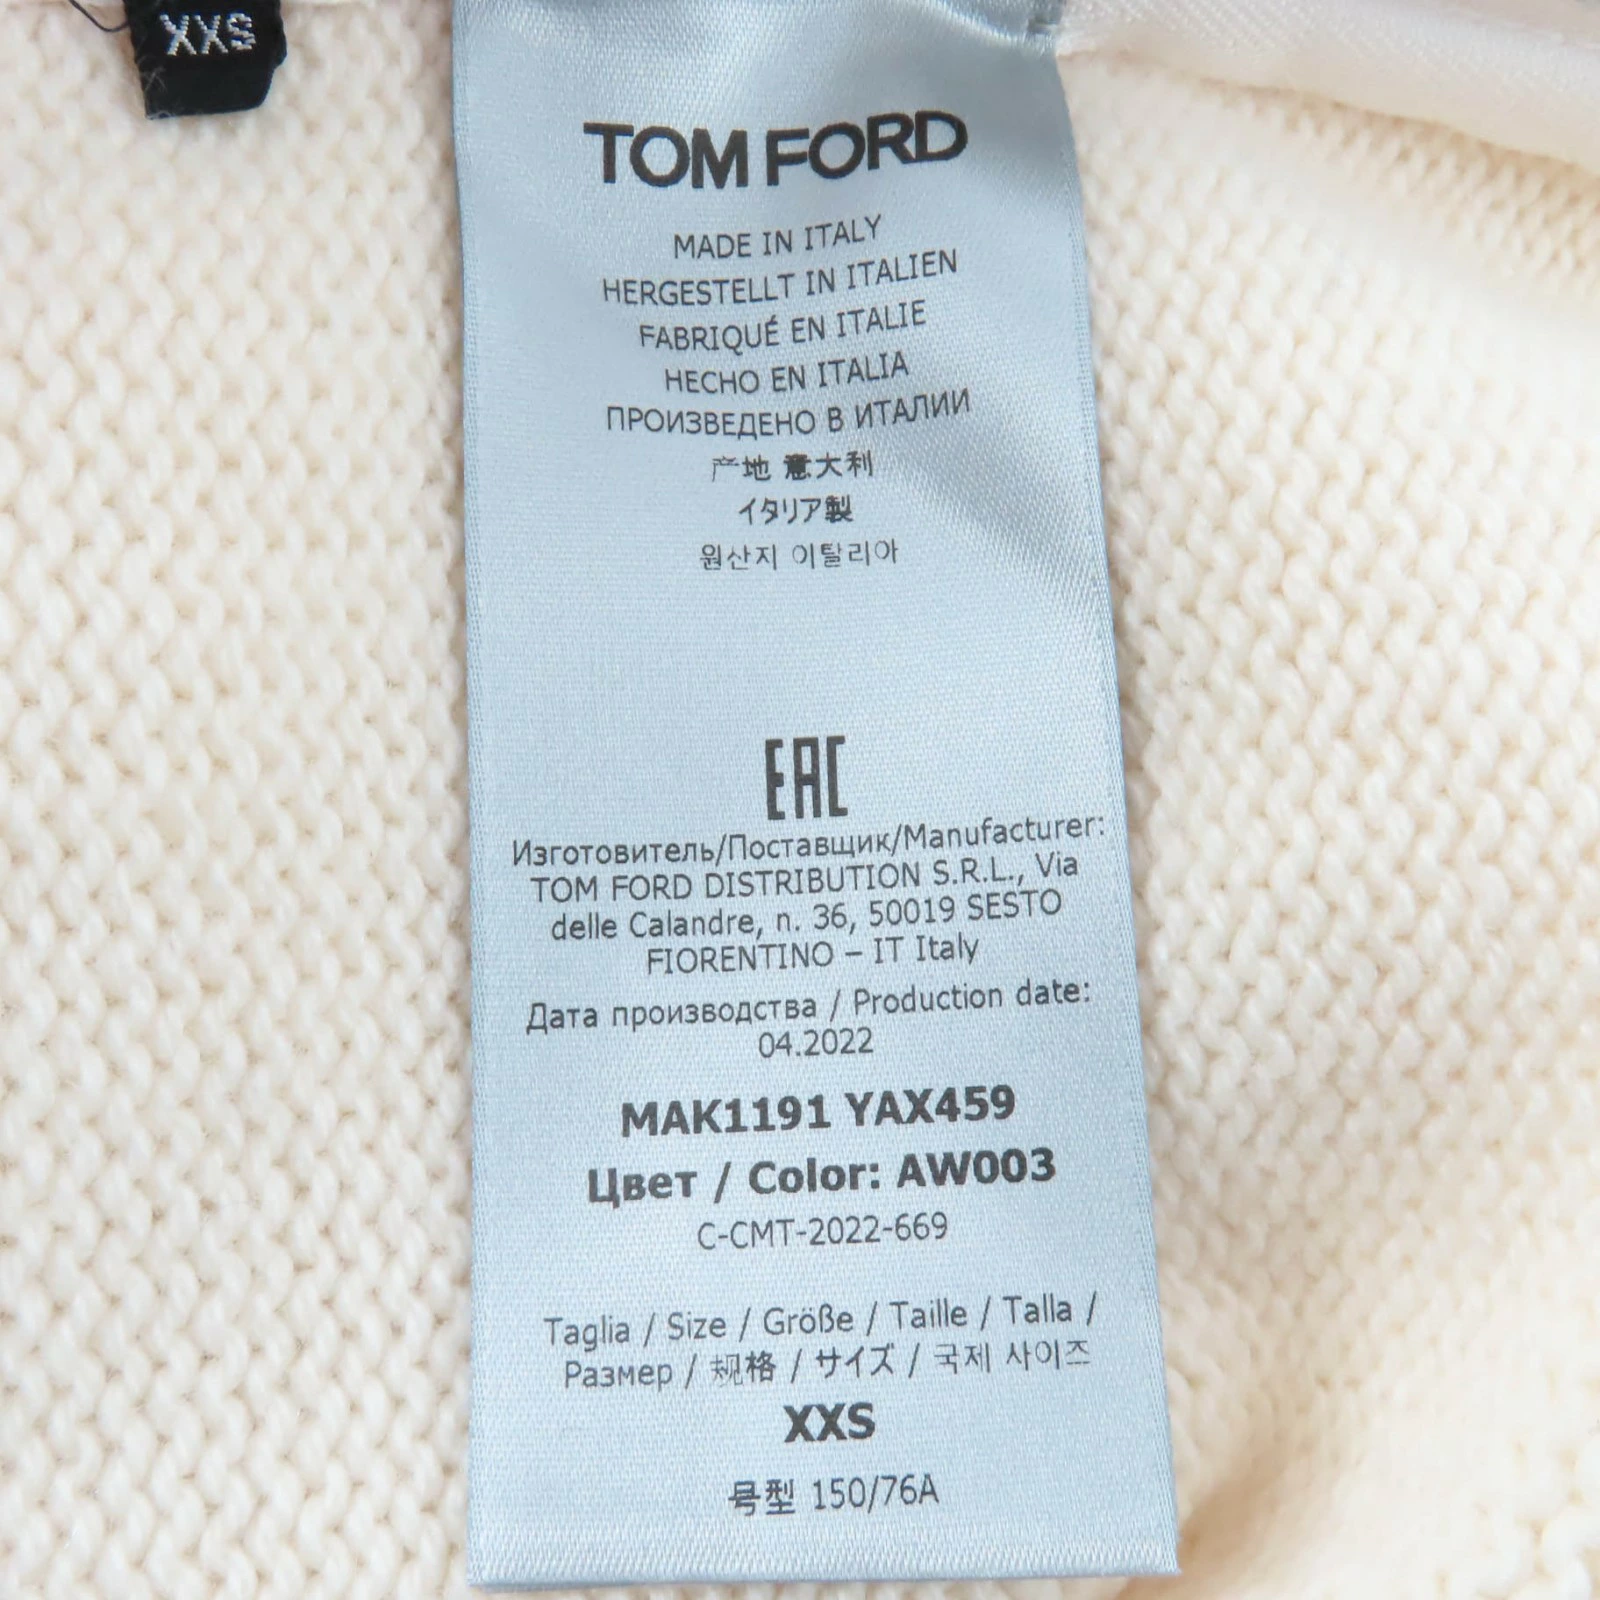 XXS
TOM FORD
MADE IN ITALY
HERGESTELLT IN ITALIEN
FABRIQUÉ EN ITALIE
HECHO EN ITALIA
ПРОИЗВЕДЕНО В ИТАЛИИ
产地 意大利
イタリア製
원산지 이탈리아
EAC
Изготовитель/Поставщик/Manufacturer:
TOM FORD DISTRIBUTION S.R.L., Via
delle Calandre, n. 36, 50019 SESTO
FIORENTINO – IT Italy
Дата производства / Production date:
04.2022
MAK1191 YAX459
Цвет / Color: AW003
C-CMT-2022-669
Taglia / Size / Größe / Taille / Talla /
Размер / 规格 / サイズ / 국제 사이즈
XXS
号型 150/76A